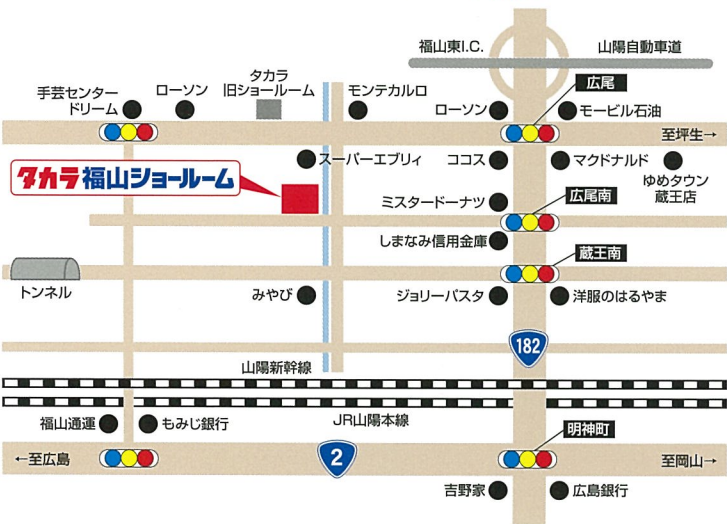 福山東I.C.
山陽自動車道
手芸センター
ドリーム
ローソン
タカラ
旧ショールーム
モンテカルロ
ローソン
広尾
モービル石油
至坪生→
スーパーエブリィ
ココス
マクドナルド
ゆめタウン
蔵王店
タカラ福山ショールーム
ミスタードーナツ
広尾南
しまなみ信用金庫
蔵王南
トンネル
みやび
ジョリーパスタ
洋服のはるやま
182
山陽新幹線
JR山陽本線
福山通運
もみじ銀行
明神町
←至広島
2
至岡山→
吉野家
広島銀行